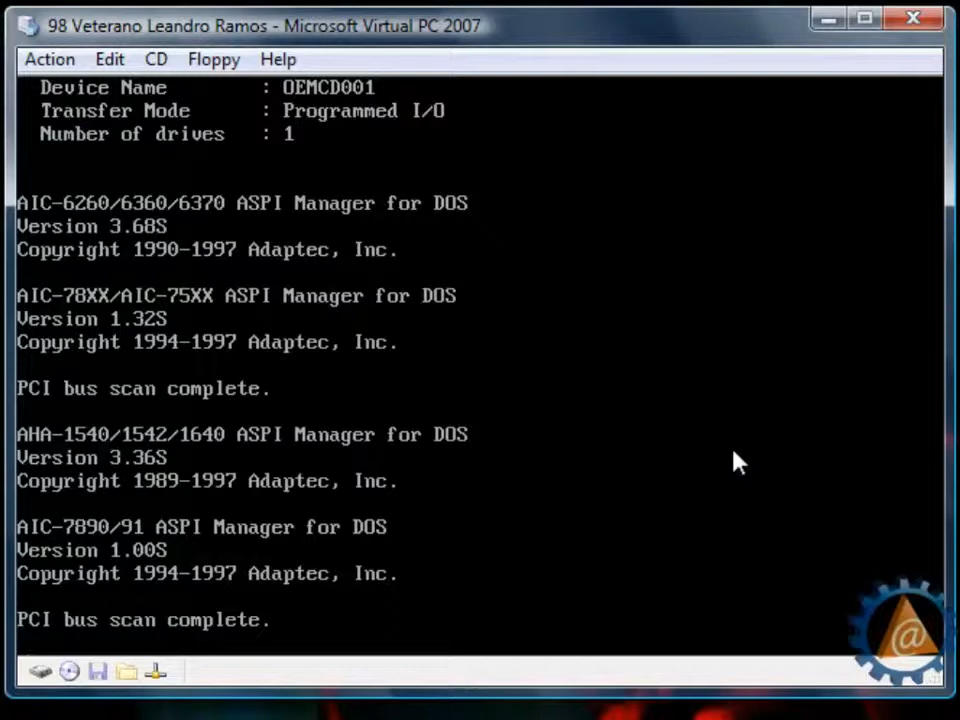 98 Veterano Leandro Ramos - Microsoft Virtual PC 2007
Action Edit CD Floppy Help
Device Name : OEMCD001
Transfer Mode : Programmed I/O
Number of drives : 1
AIC-6260/6360/6370 ASPI Manager for DOS
Version 3.68S
Copyright 1990-1997 Adaptec, Inc.
AIC-78XX/AIC-75XX ASPI Manager for DOS
Version 1.32S
Copyright 1994-1997 Adaptec, Inc.
PCI bus scan complete.
AHA-1540/1542/1640 ASPI Manager for DOS
Version 3.36S
Copyright 1989-1997 Adaptec, Inc.
AIC-7890/91 ASPI Manager for DOS
Version 1.00S
Copyright 1994-1997 Adaptec, Inc.
PCI bus scan complete.
@